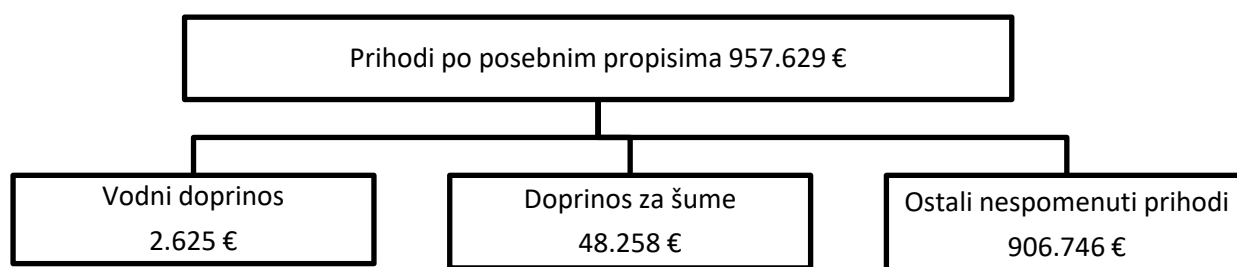 Prihodi po posebnim propisima 957.629 €
Vodni doprinos
2.625 €
Doprinos za šume
48.258 €
Ostali nespomenuti prihodi
906.746 €